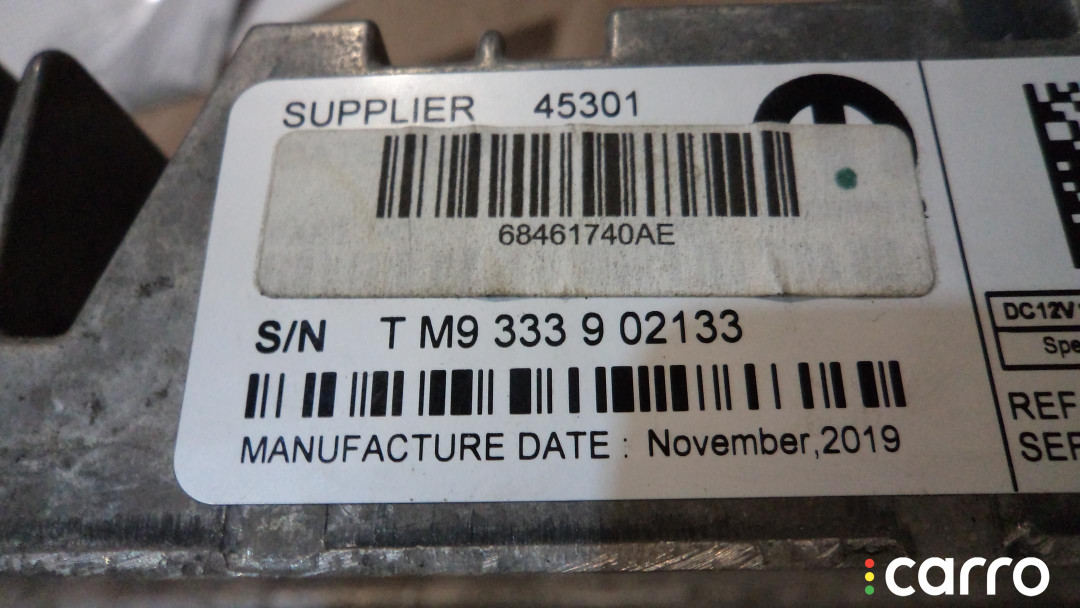 SUPPLIER 45301
68461740AE
S/N T M9 333 9 02133
MANUFACTURE DATE : November,2019
DC12V
Spe
REF
SER
carro